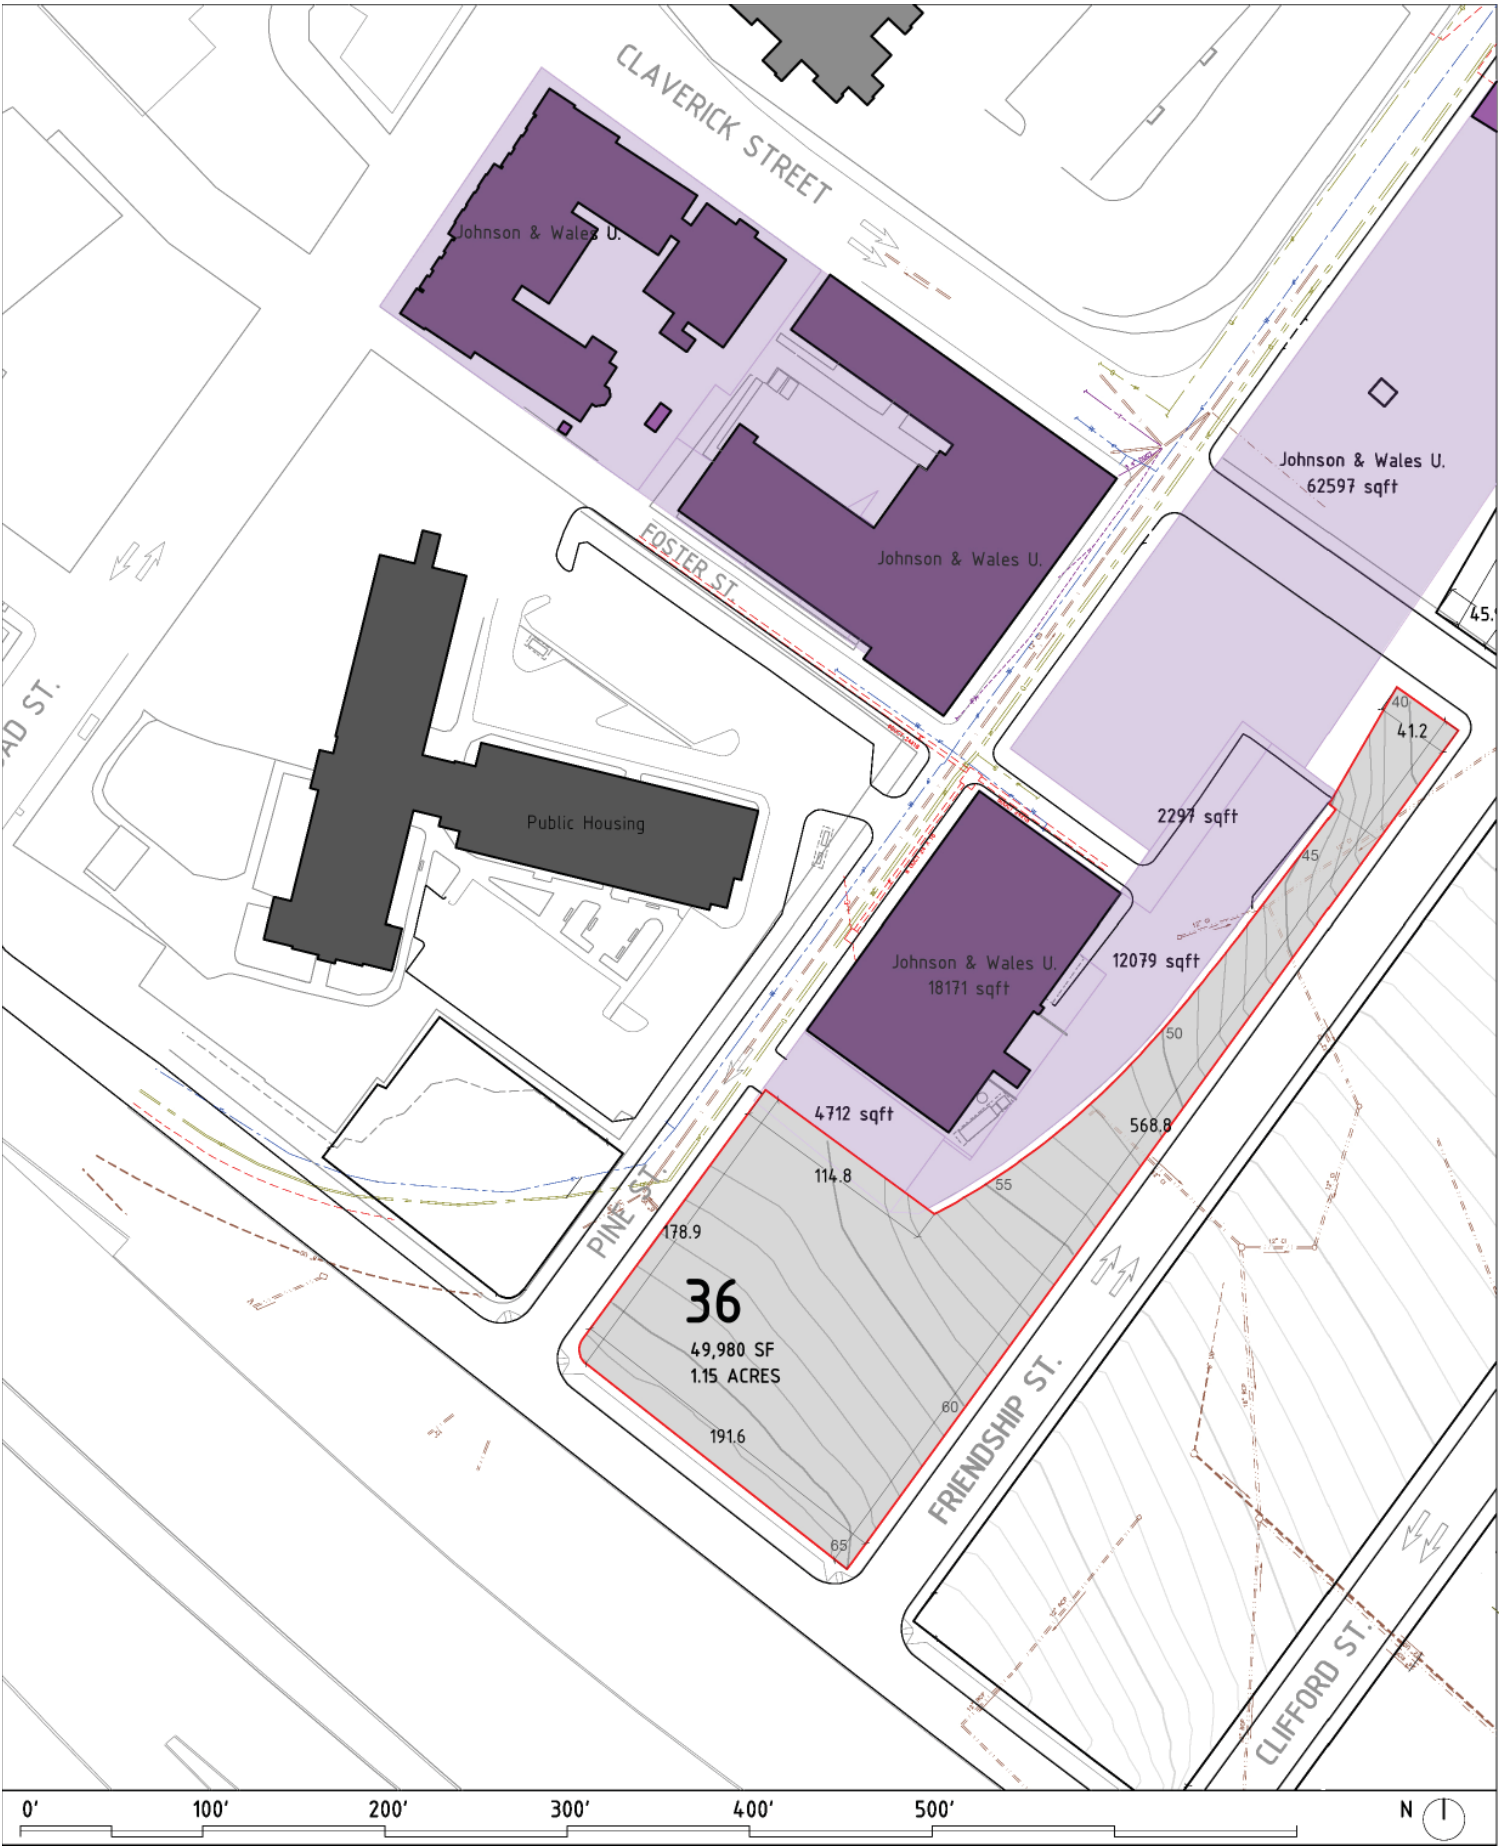 CLAVERICK STREET
Johnson & Wales U.
Johnson & Wales U.
62597 sqft
FOSTER ST.
Johnson & Wales U.
45.
AD ST.
40
41.2
Public Housing
2297 sqft
45
Johnson & Wales U.
18171 sqft
12079 sqft
50
4712 sqft
568.8
114.8
55
PINE ST.
178.9
36
49,980 SF
1.15 ACRES
60
191.6
FRIENDSHIP ST.
65
CLIFFORD ST.
0' 100' 200' 300' 400' 500' N